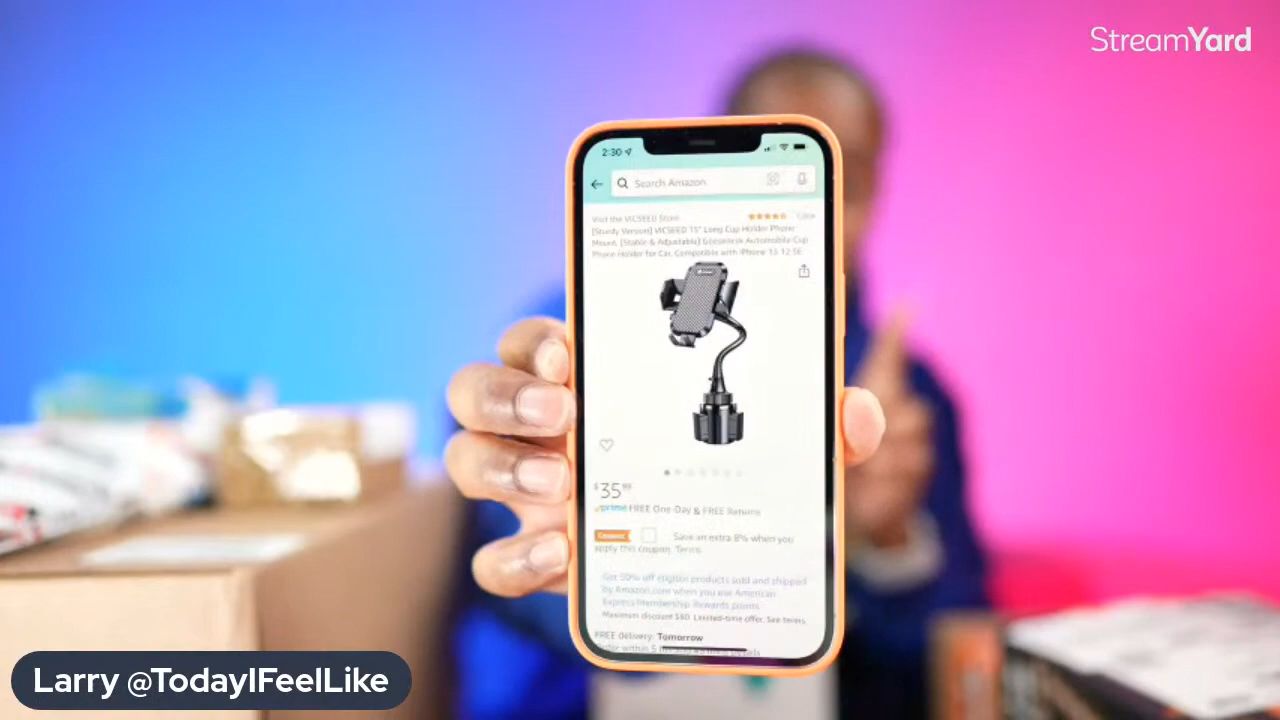 StreamYard
2:30
Search Amazon
Visit the VICSEED Store
[Sturdy Version] VICSEED 15" Long Cup Holder Phone
Mount, [Stable & Adjustable] Gooseneck Automobile Cup
Phone Holder for Car, Compatible with iPhone 13 12 SE
$35 99
prime FREE One-Day & FREE Returns
Coupon Save an extra 8% when you
apply this coupon. Terms
Get 50% off eligible products sold and shipped
by Amazon.com when you use American
Express Membership Rewards points
Maximum discount $80. Limited-time offer. See terms.
FREE delivery: Tomorrow
Larry @TodayIFeelLike